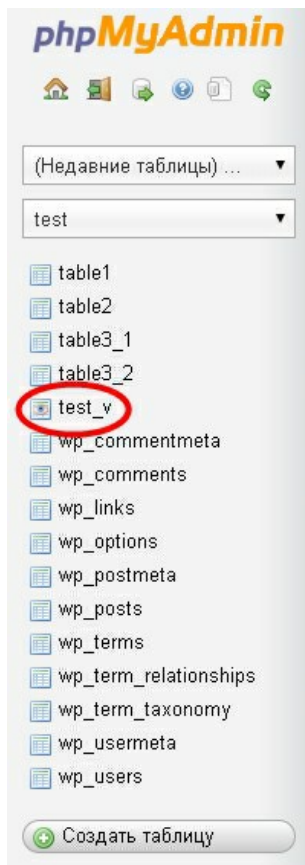 phpMyAdmin
(Недавние таблицы) ...
test
table1
table2
table3_1
table3_2
test_v
wp_commentmeta
wp_comments
wp_links
wp_options
wp_postmeta
wp_posts
wp_terms
wp_term_relationships
wp_term_taxonomy
wp_usermeta
wp_users
Создать таблицу